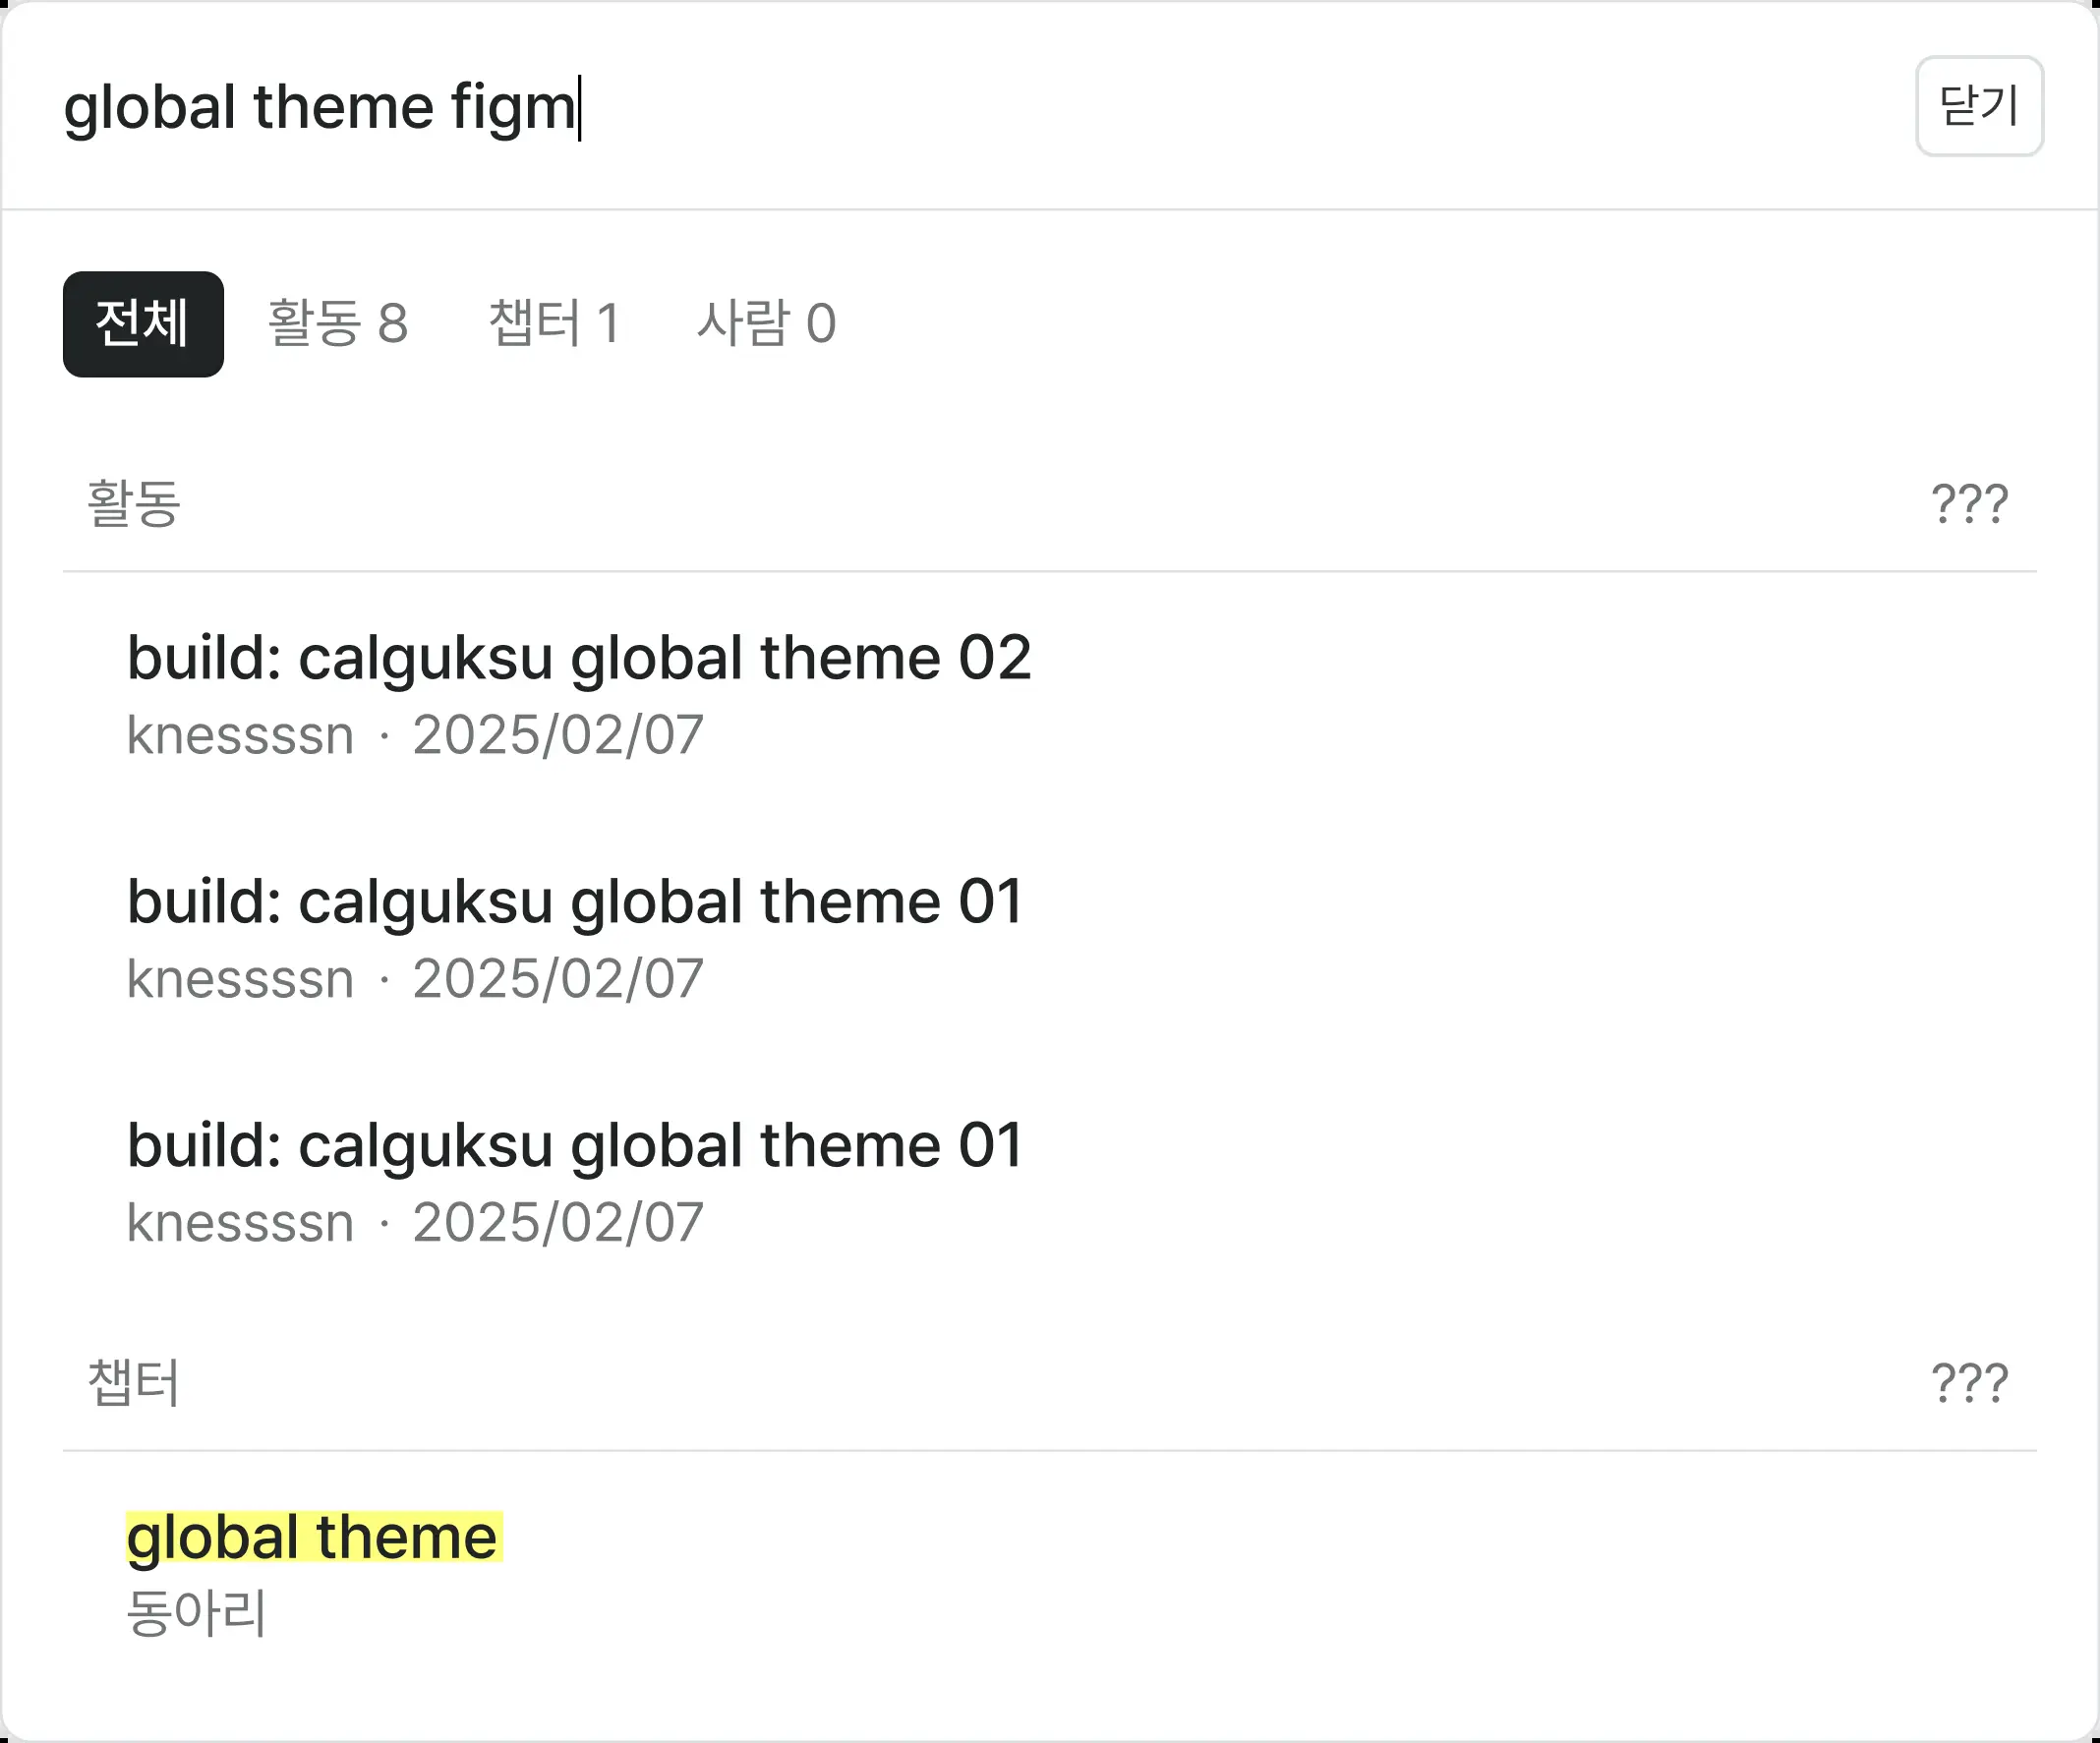 global theme figm
닫기
전체 활동 8 챕터 1 사람 0
활동 ???
build: calguksu global theme 02
knessssn · 2025/02/07
build: calguksu global theme 01
knessssn · 2025/02/07
build: calguksu global theme 01
knessssn · 2025/02/07
챕터 ???
global theme
동아리